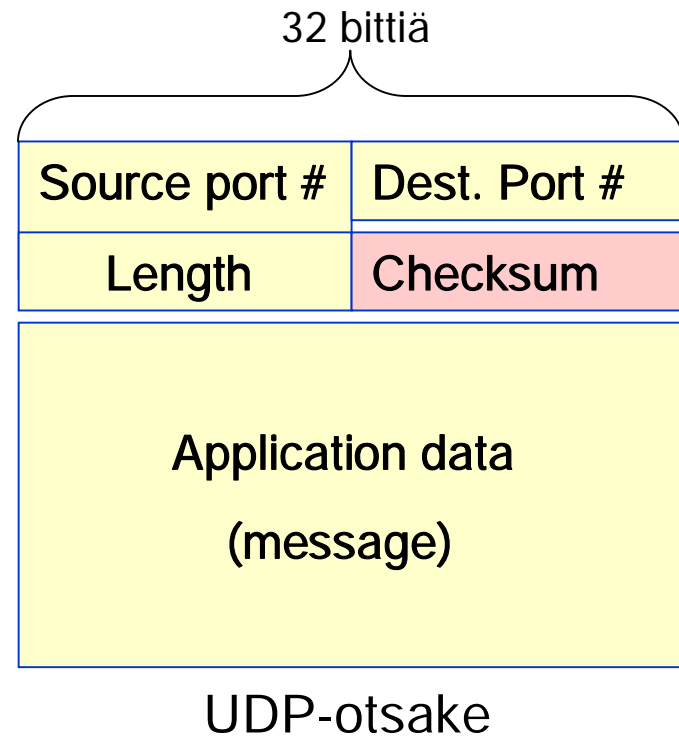 32 bittiä
Source port # Dest. Port #
Length Checksum
Application data
(message)
UDP-otsake